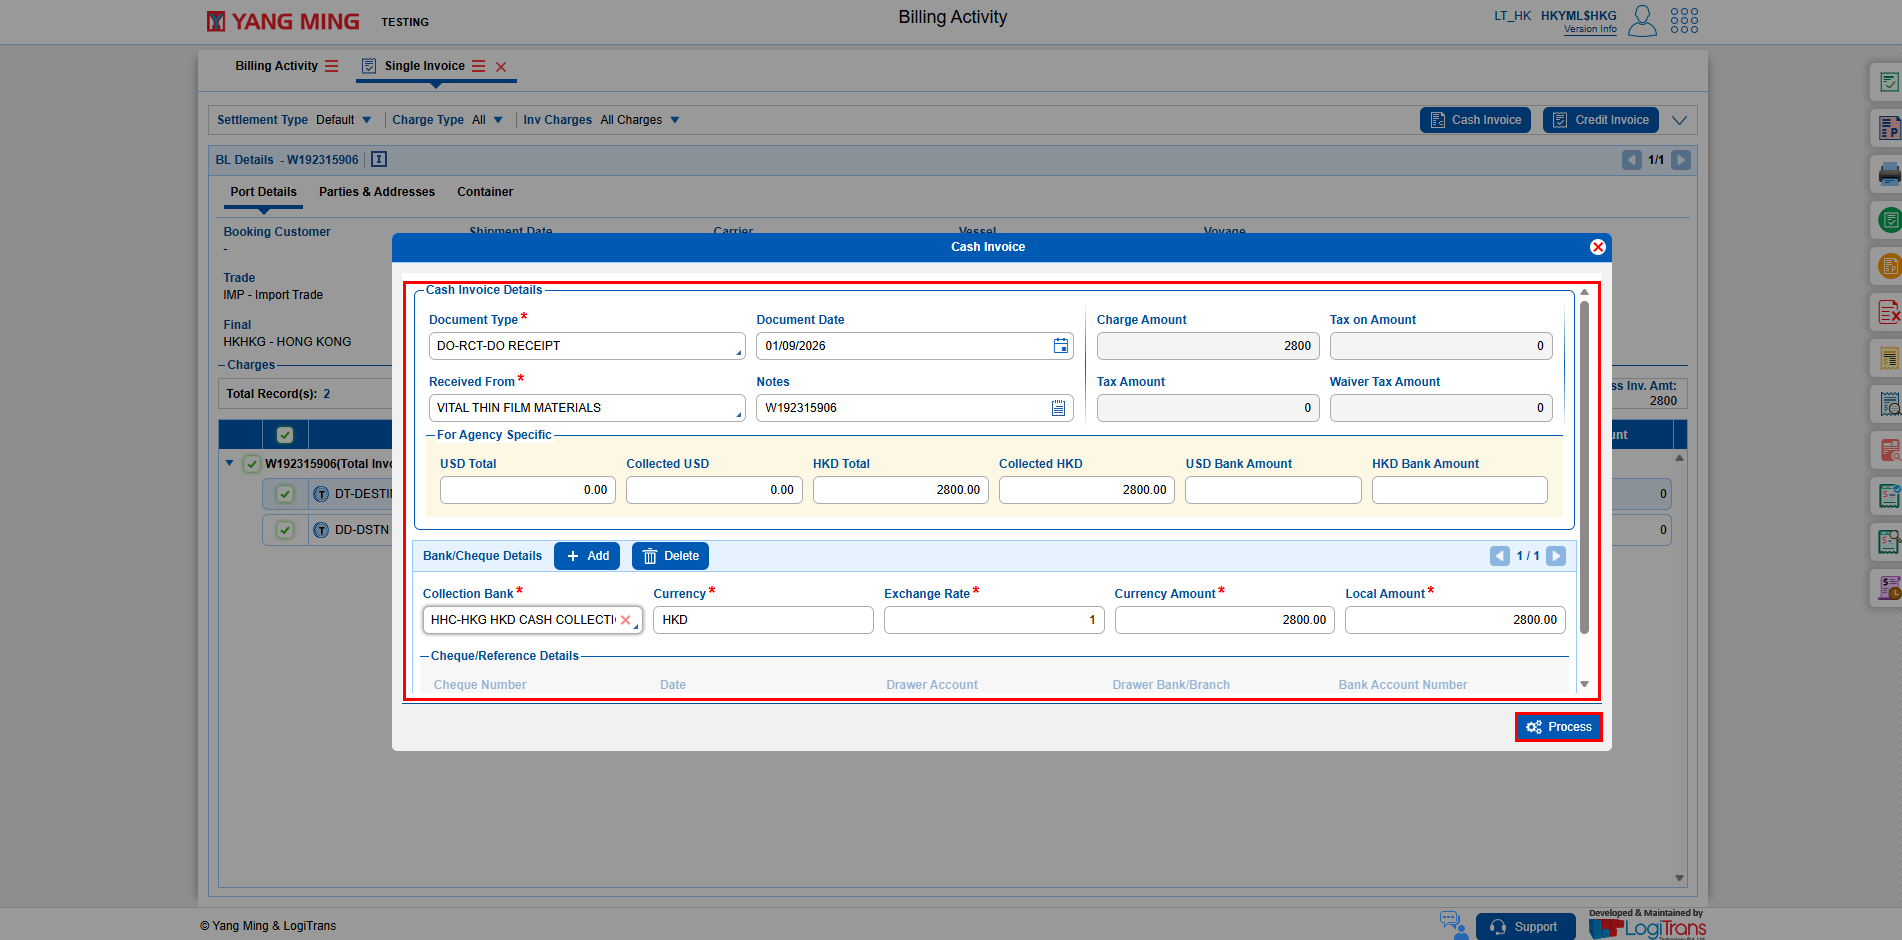 YANG MING TESTING
Billing Activity
LT_HK HKYML$HKG
Version Info
Billing Activity
Single Invoice
Settlement Type Default
Charge Type All
Inv Charges All Charges
Cash Invoice
Credit Invoice
BL Details - W192315906
1/1
Port Details
Parties & Addresses
Container
Booking Customer
Shipment Date
Carrier
Vessel
Voyage
-
Trade
IMP - Import Trade
Final
HKHKG - HONG KONG
Charges
Total Record(s): 2
ss Inv. Amt:
2800
W192315906(Total Invo
DT-DESTI
0
DD-DSTN
0
Cash Invoice
Cash Invoice Details
Document Type*
Document Date
Charge Amount
Tax on Amount
DO-RCT-DO RECEIPT
01/09/2026
2800
0
Received From*
Notes
Tax Amount
Waiver Tax Amount
VITAL THIN FILM MATERIALS
W192315906
0
0
For Agency Specific
USD Total
Collected USD
HKD Total
Collected HKD
USD Bank Amount
HKD Bank Amount
0.00
0.00
2800.00
2800.00
Bank/Cheque Details
Add
Delete
1 / 1
Collection Bank*
Currency*
Exchange Rate*
Currency Amount*
Local Amount*
HHC-HKG HKD CASH COLLECTI
HKD
1
2800.00
2800.00
Cheque/Reference Details
Cheque Number
Date
Drawer Account
Drawer Bank/Branch
Bank Account Number
Process
© Yang Ming & LogiTrans
Support
Developed & Maintained by
LogiTrans